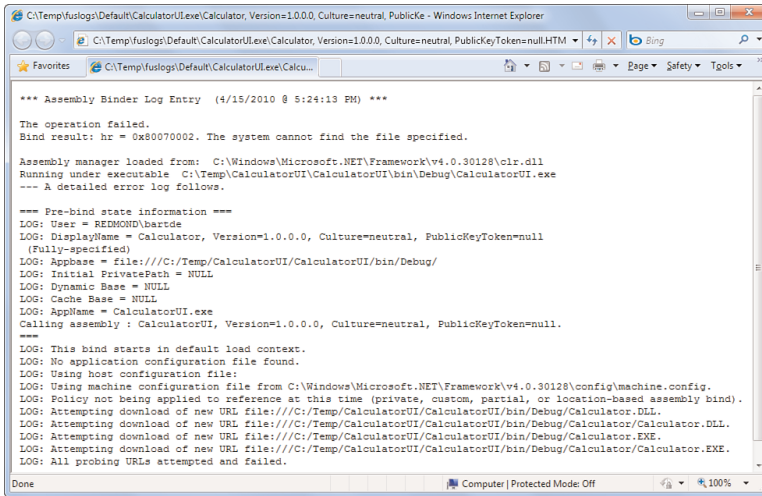 C:\Temp\fuslogs\Default\CalculatorUI.exe\Calculator, Version=1.0.0.0, Culture=neutral, PublicKe - Windows Internet Explorer
C:\Temp\fuslogs\Default\CalculatorUI.exe\Calculator, Version=1.0.0.0, Culture=neutral, PublicKeyToken=null.HTM
Bing
Favorites
C:\Temp\fuslogs\Default\CalculatorUI.exe\Calcu...
Page
Safety
Tools
*** Assembly Binder Log Entry  (4/15/2010 @ 5:24:13 PM) ***
The operation failed.
Bind result: hr = 0x80070002. The system cannot find the file specified.
Assembly manager loaded from:  C:\Windows\Microsoft.NET\Framework\v4.0.30128\clr.dll
Running under executable  C:\Temp\CalculatorUI\CalculatorUI\bin\Debug\CalculatorUI.exe
--- A detailed error log follows.
=== Pre-bind state information ===
LOG: User = REDMOND\bartde
LOG: DisplayName = Calculator, Version=1.0.0.0, Culture=neutral, PublicKeyToken=null
(Fully-specified)
LOG: Appbase = file:///C:/Temp/CalculatorUI/CalculatorUI/bin/Debug/
LOG: Initial PrivatePath = NULL
LOG: Dynamic Base = NULL
LOG: Cache Base = NULL
LOG: AppName = CalculatorUI.exe
Calling assembly : CalculatorUI, Version=1.0.0.0, Culture=neutral, PublicKeyToken=null.
===
LOG: This bind starts in default load context.
LOG: No application configuration file found.
LOG: Using host configuration file:
LOG: Using machine configuration file from C:\Windows\Microsoft.NET\Framework\v4.0.30128\config\machine.config.
LOG: Policy not being applied to reference at this time (private, custom, partial, or location-based assembly bind).
LOG: Attempting download of new URL file:///C:/Temp/CalculatorUI/CalculatorUI/bin/Debug/Calculator.DLL.
LOG: Attempting download of new URL file:///C:/Temp/CalculatorUI/CalculatorUI/bin/Debug/Calculator/Calculator.DLL.
LOG: Attempting download of new URL file:///C:/Temp/CalculatorUI/CalculatorUI/bin/Debug/Calculator.EXE.
LOG: Attempting download of new URL file:///C:/Temp/CalculatorUI/CalculatorUI/bin/Debug/Calculator/Calculator.EXE.
LOG: All probing URLs attempted and failed.
Done
Computer | Protected Mode: Off
100%